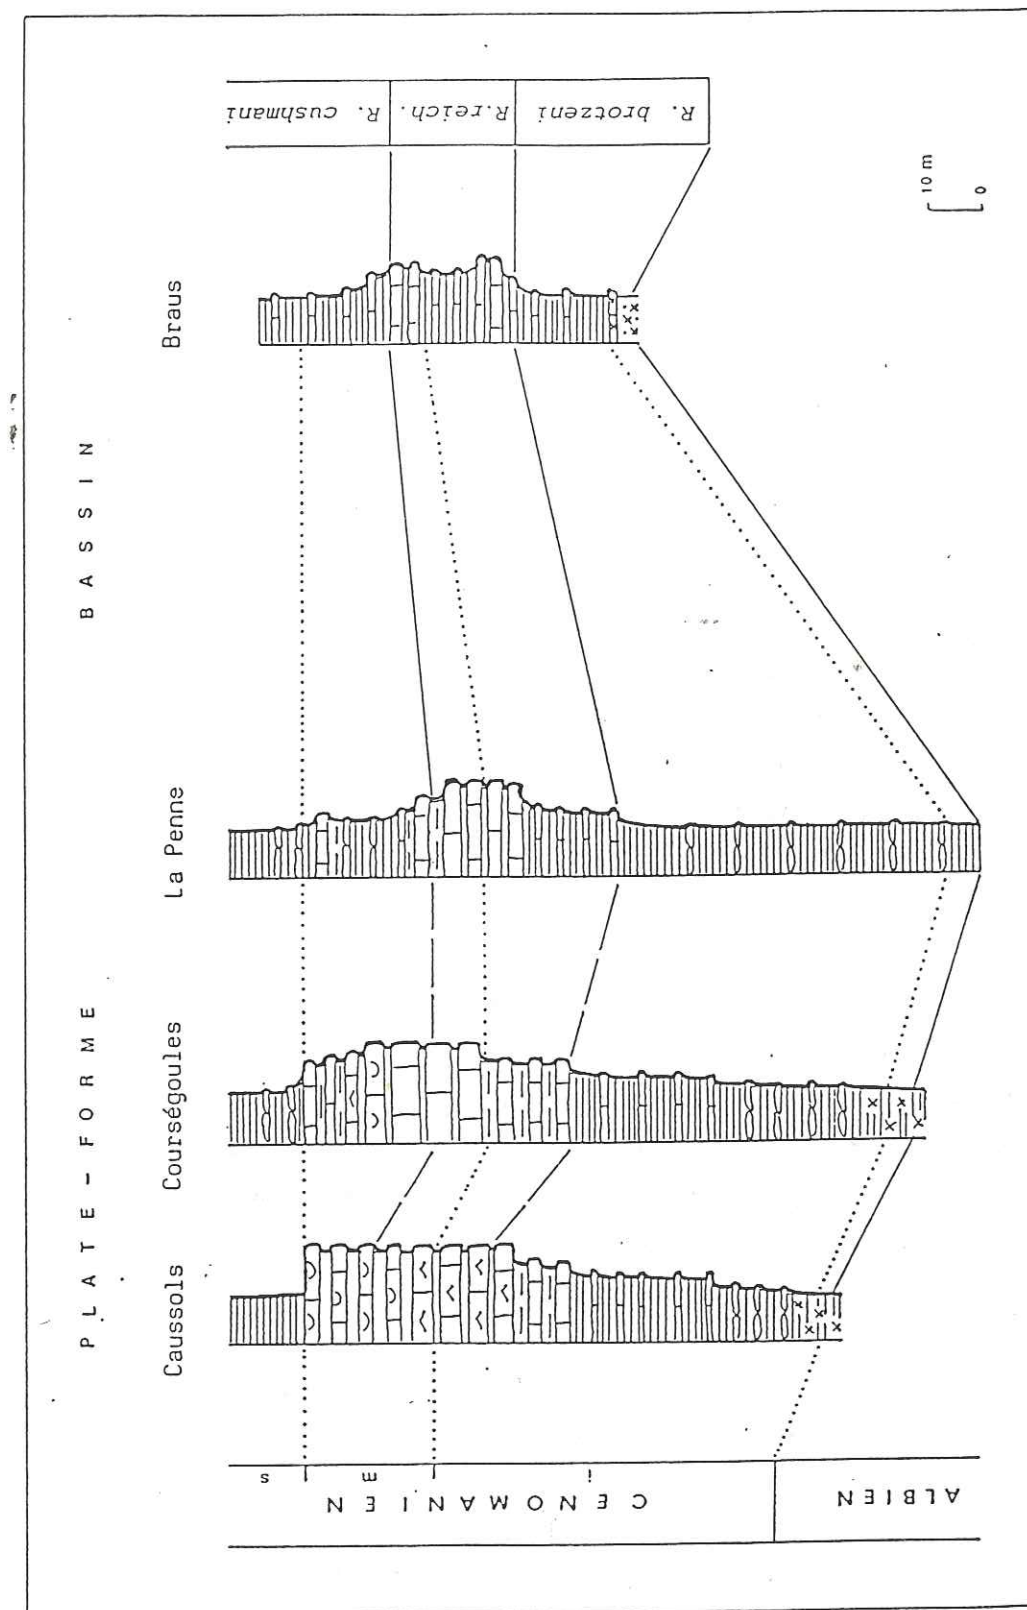 PLATE-FORME
BASSIN
Caussols
Courségoules
La Penne
Braus
CENOMANIEN
s
m
i
ALBIEN
R. cushmani
R.reich.
R. brotzeni
10 m
0